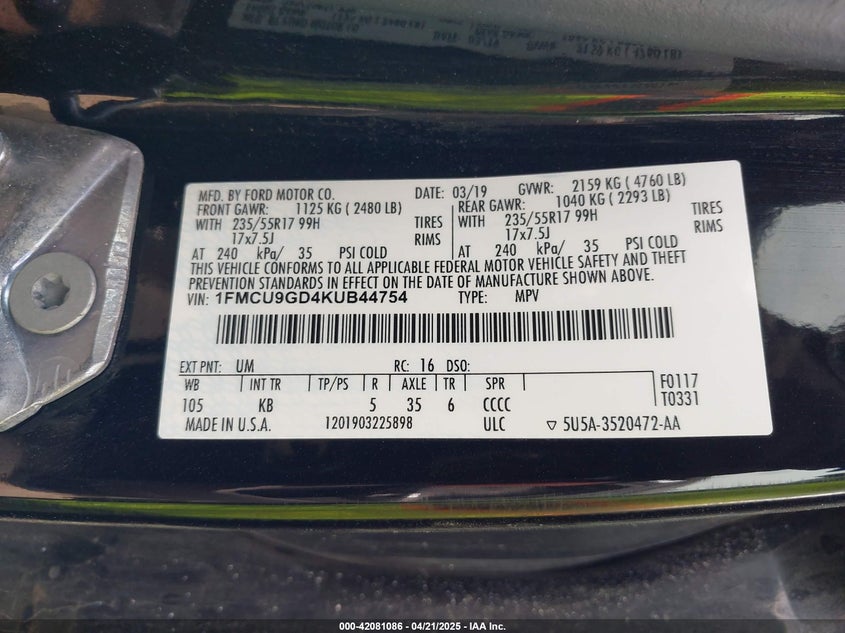 MFD. BY FORD MOTOR CO. DATE: 03/19 GVWR: 2159 KG ( 4760 LB)
FRONT GAWR: 1125 KG ( 2480 LB) REAR GAWR: 1040 KG ( 2293 LB)
WITH 235/55R17 99H TIRES WITH 235/55R17 99H TIRES
17x7.5J RIMS 17x7.5J RIMS
AT 240 kPa/ 35 PSI COLD AT 240 kPa/ 35 PSI COLD
THIS VEHICLE CONFORMS TO ALL APPLICABLE FEDERAL MOTOR VEHICLE SAFETY AND THEFT
PREVENTION STANDARDS IN EFFECT ON THE DATE OF MANUFACTURE SHOWN ABOVE.
VIN: 1FMCU9GD4KUB44754 TYPE: MPV
EXT PNT: UM RC: 16 DSO:
WB INT TR TP/PS R AXLE TR SPR F0117
105 KB 5 35 6 CCCC T0331
MADE IN U.S.A. 1201903225898 ULC ▽ 5U5A-3520472-AA
000-42081086 - 04/21/2025 - IAA Inc.